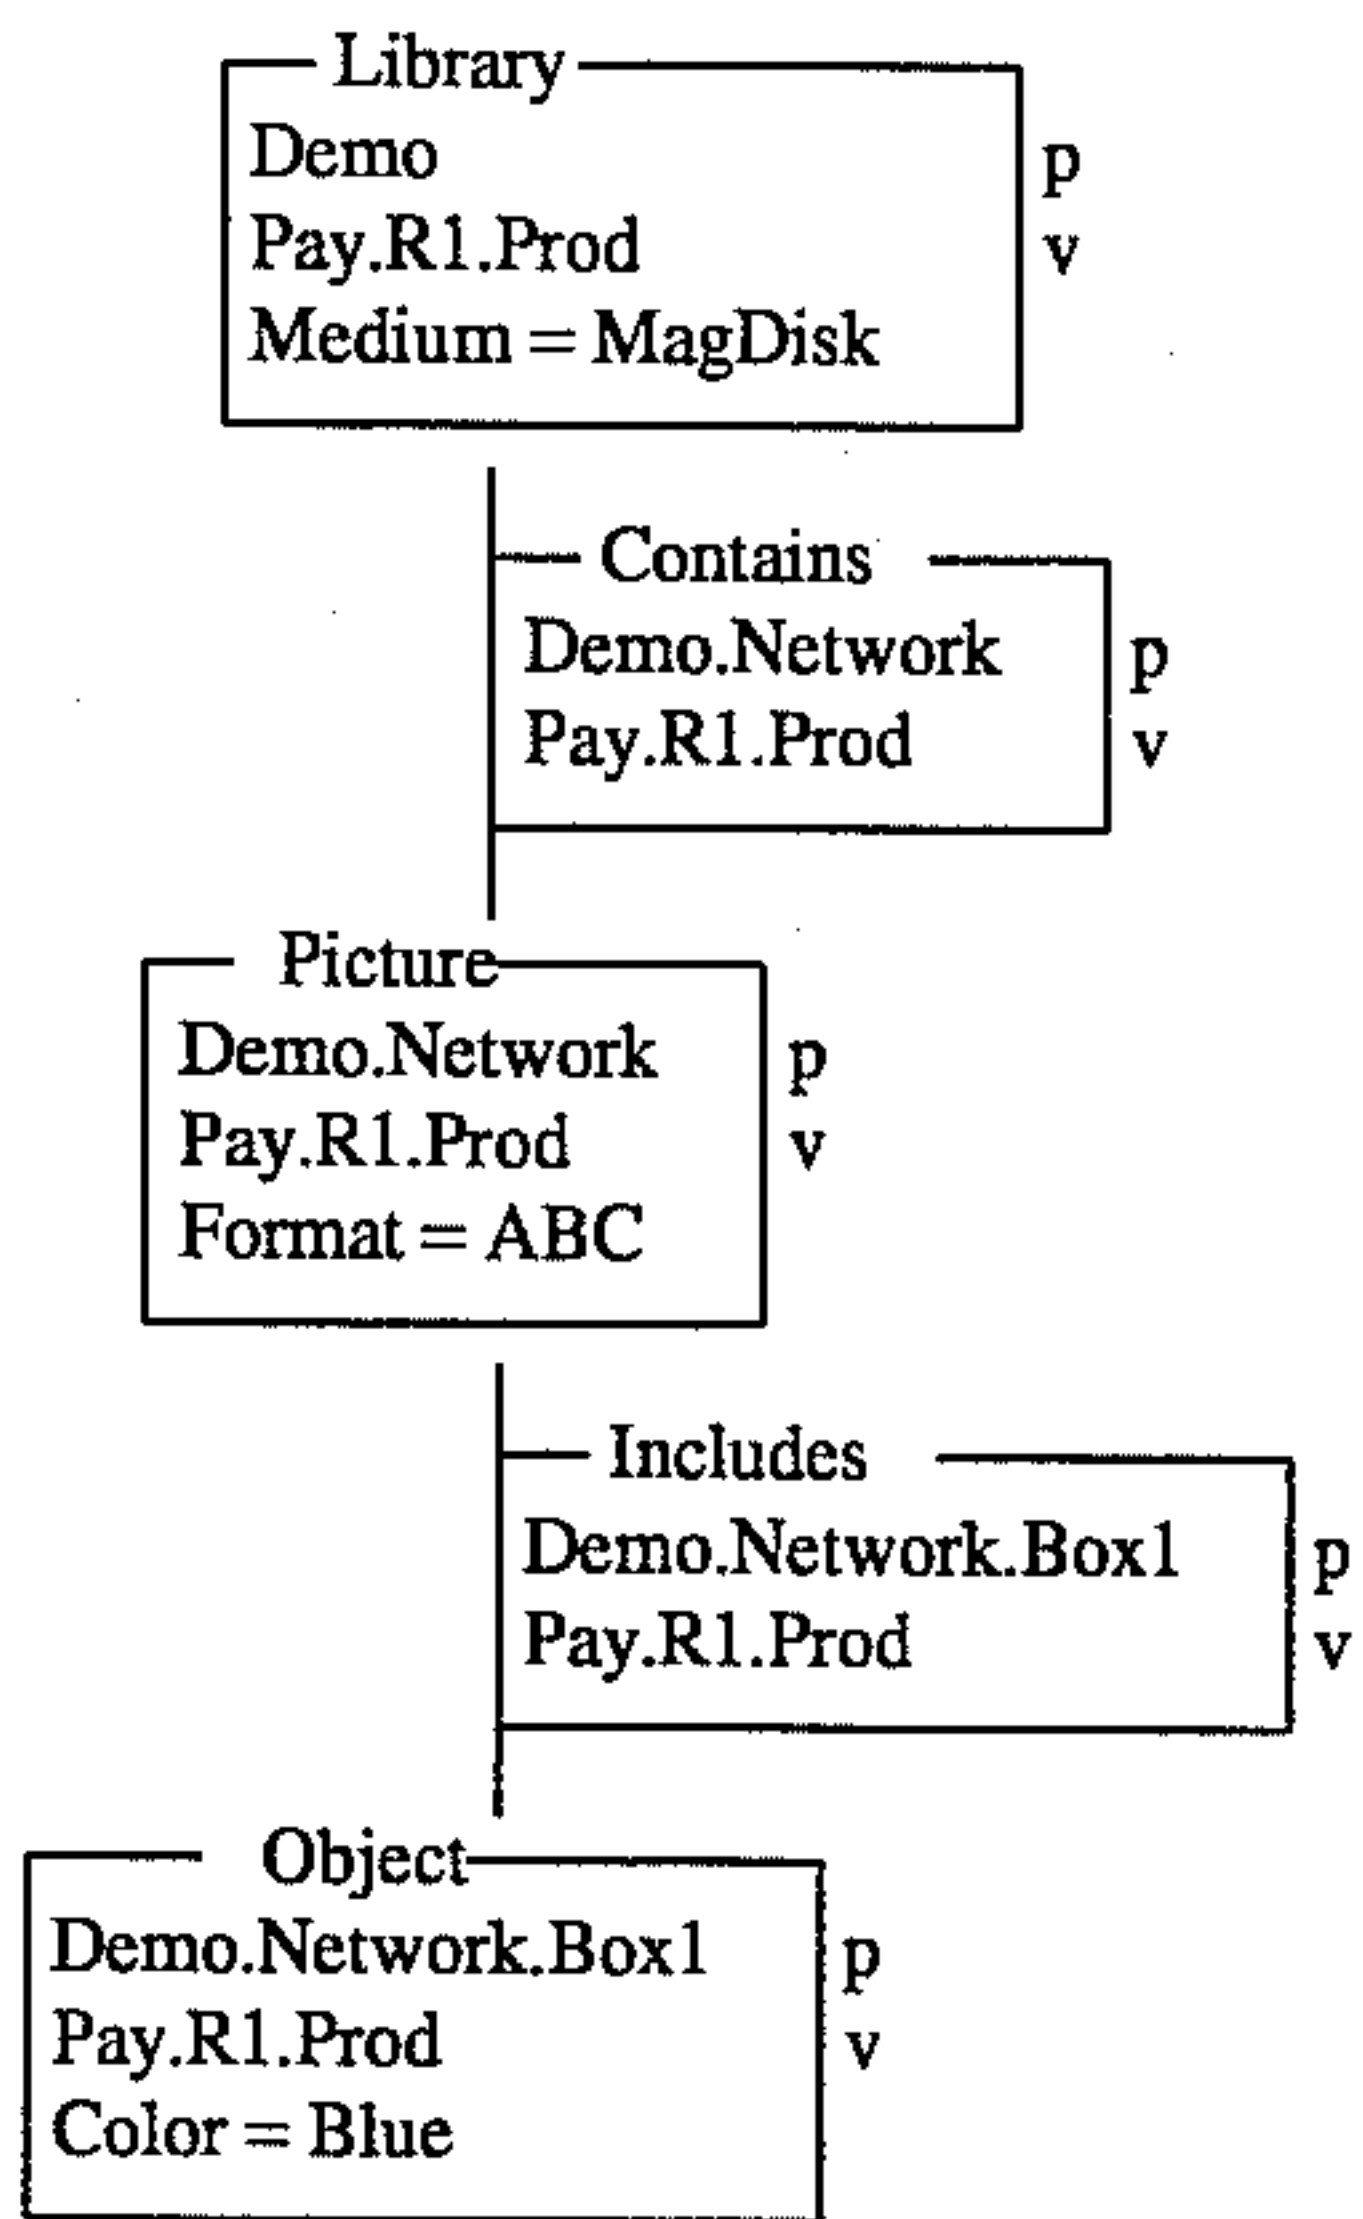 Library
Demo p
Pay.R1.Prod v
Medium = MagDisk
Contains
Demo.Network p
Pay.R1.Prod v
Picture
Demo.Network p
Pay.R1.Prod v
Format = ABC
Includes
Demo.Network.Box1 p
Pay.R1.Prod v
Object
Demo.Network.Box1 p
Pay.R1.Prod v
Color = Blue